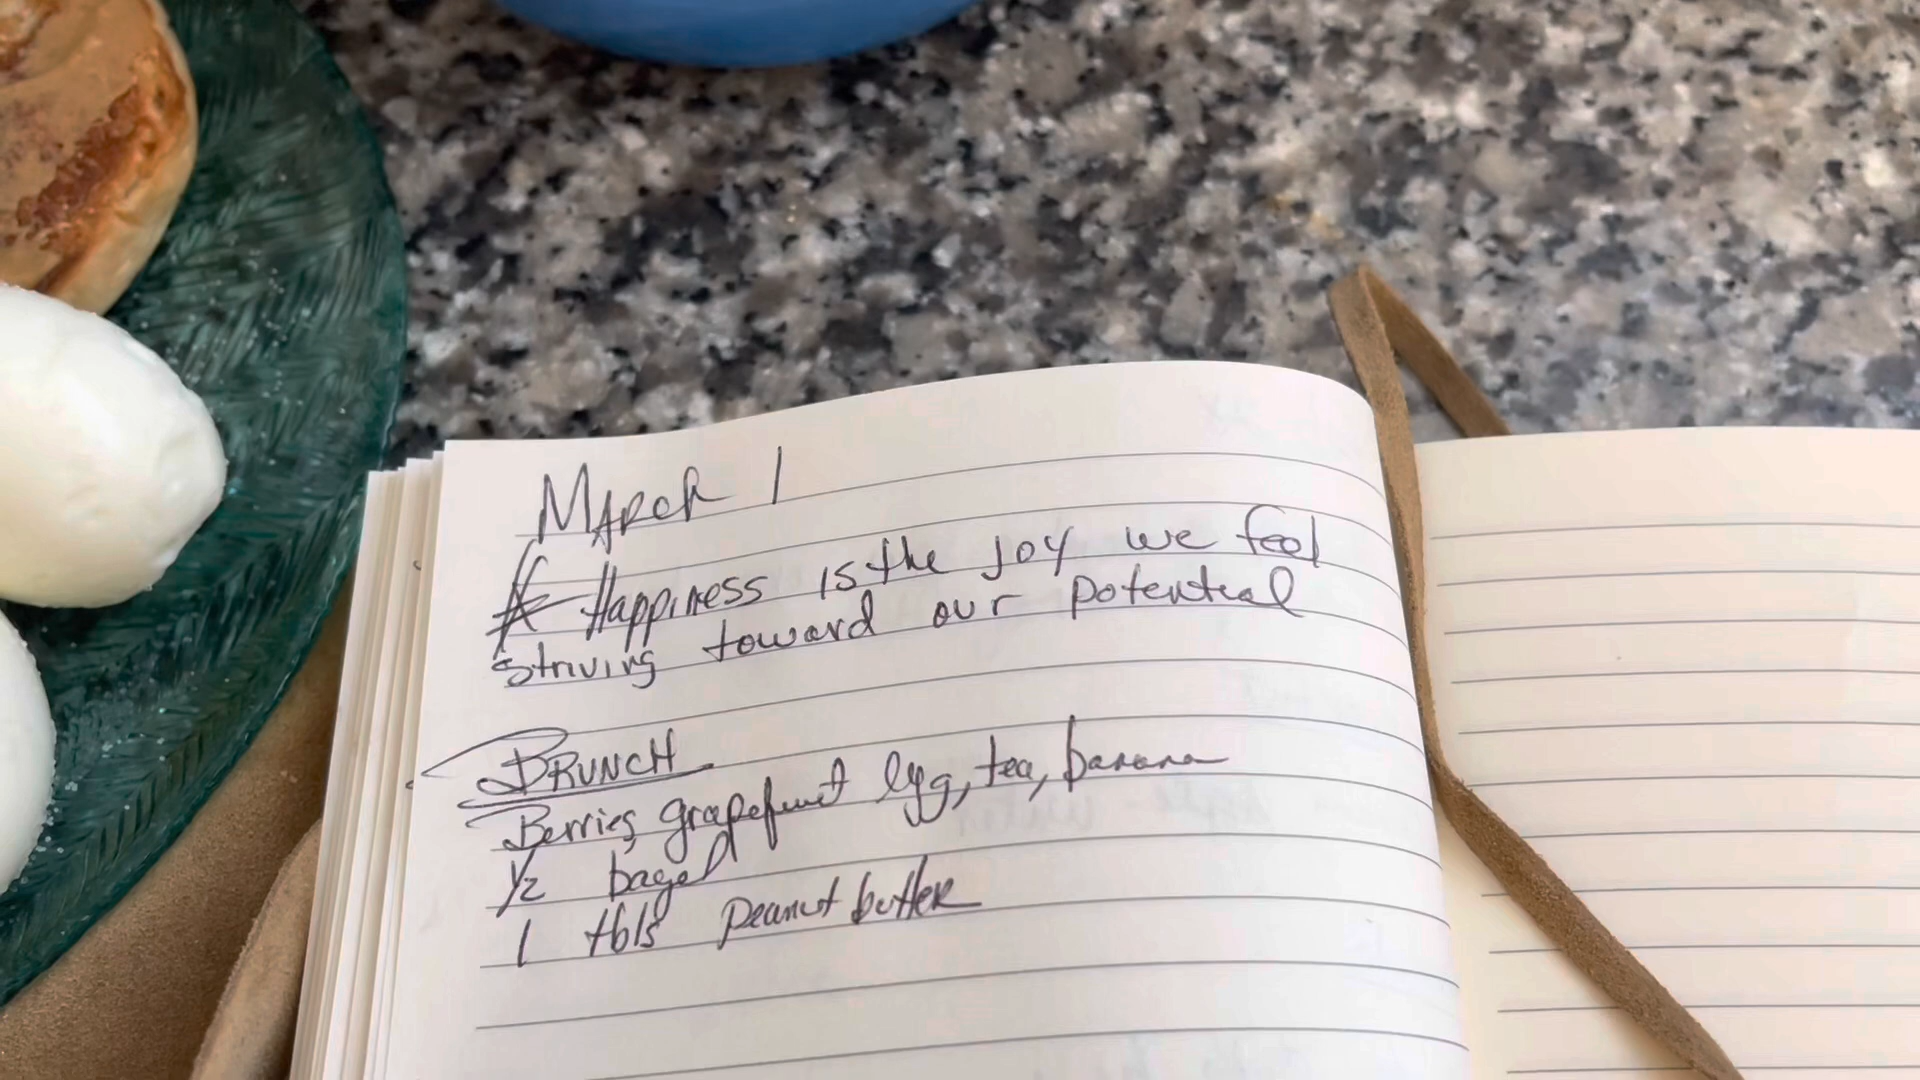 MARCH 1
Happiness is the joy we feel
striving toward our potential
BRUNCH
Berries, grapefruit egg, tea, banana
1/2 bagel
1 tbls peanut butter